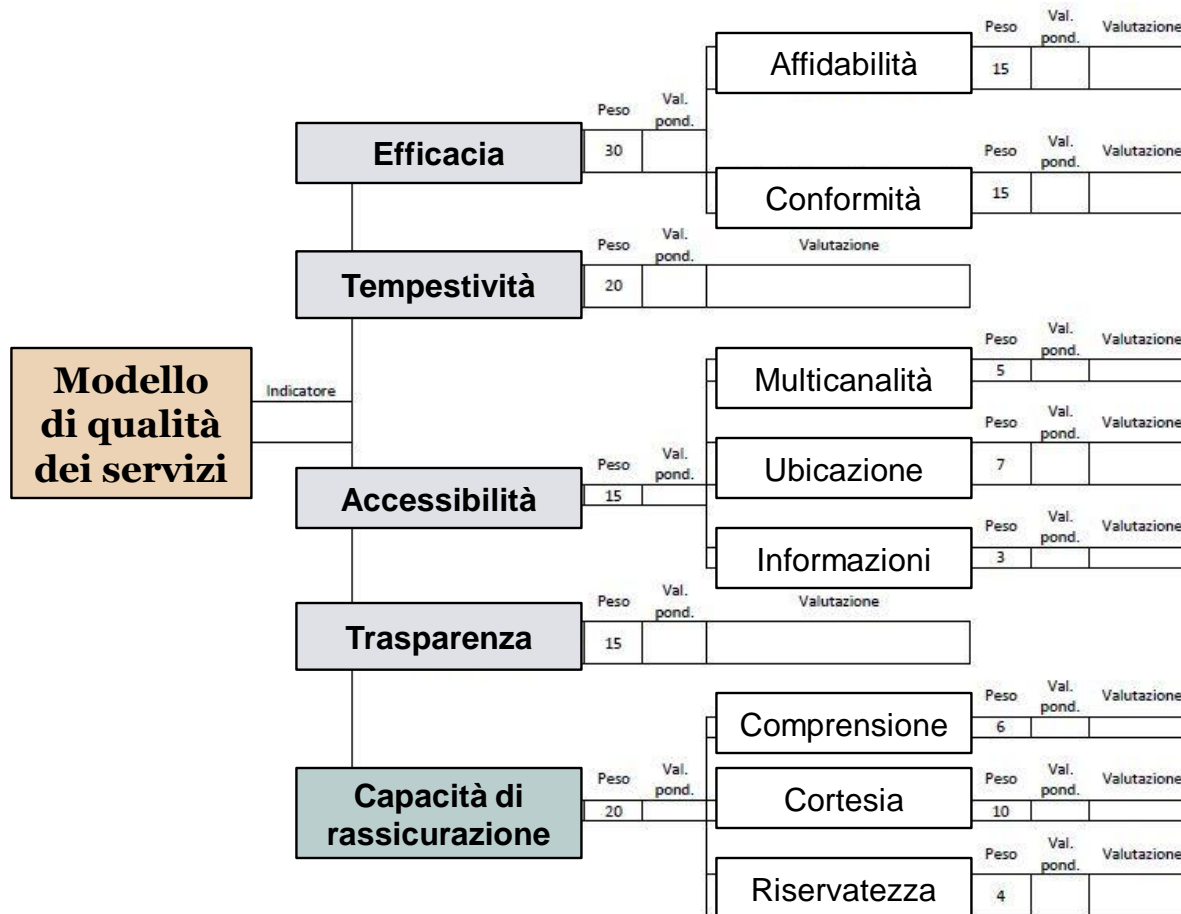 Peso Val. pond. Valutazione
Affidabilità
15
Peso Val. pond.
Efficacia
30
Peso Val. pond. Valutazione
Conformità
15
Peso Val. pond. Valutazione
Tempestività
20
Modello
di qualità
dei servizi
Indicatore
Peso Val. pond. Valutazione
Multicanalità
5
Peso Val. pond. Valutazione
Ubicazione
7
Peso Val. pond.
Accessibilità
15
Peso Val. pond. Valutazione
Informazioni
3
Peso Val. pond. Valutazione
Trasparenza
15
Peso Val. pond. Valutazione
Comprensione
6
Peso Val. pond.
Capacità di
rassicurazione
20
Peso Val. pond. Valutazione
Cortesia
10
Peso Val. pond. Valutazione
Riservatezza
4